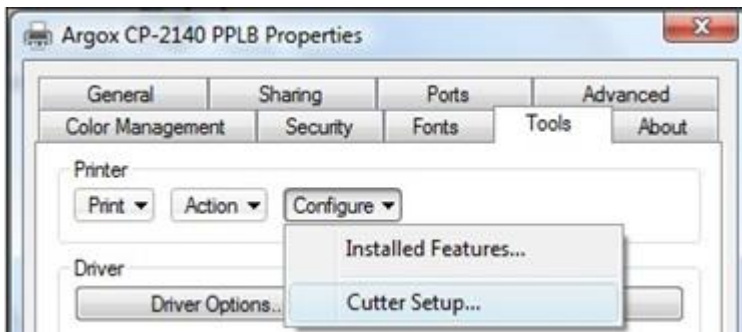 Argox CP-2140 PPLB Properties
General Sharing Ports Advanced
Color Management Security Fonts Tools About
Printer
Print Action Configure
Installed Features...
Driver
Driver Options... Cutter Setup...